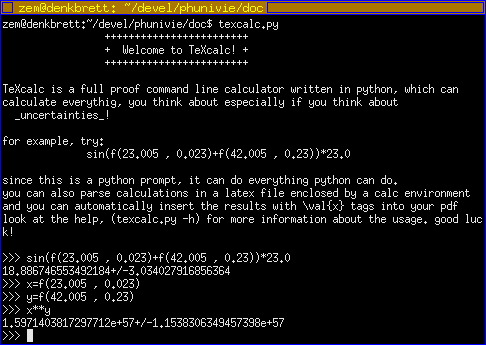 zem@denkbrett: ~/devel/phunivie/doc
zem@denkbrett:~/devel/phunivie/doc$ texcalc.py
++++++++++++++++++++++++
+  Welcome to TeXcalc! +
++++++++++++++++++++++++
TeXcalc is a full proof command line calculator written in python, which can
calculate everythig, you think about especially if you think about
_uncertainties_!
for example, try:
sin(f(23.005 , 0.023)+f(42.005 , 0.23))*23.0
since this is a python prompt, it can do everything python can do.
you can also parse calculations in a latex file enclosed by a calc environment
and you can automatically insert the results with \val{x} tags into your pdf
look at the help, (texcalc.py -h) for more information about the usage. good luc
k!
>>> sin(f(23.005 , 0.023)+f(42.005 , 0.23))*23.0
18.886746553492184+/-3.034027916856364
>>> x=f(23.005 , 0.023)
>>> y=f(42.005 , 0.23)
>>> x**y
1.5971403817297712e+57+/-1.1538306349457398e+57
>>>